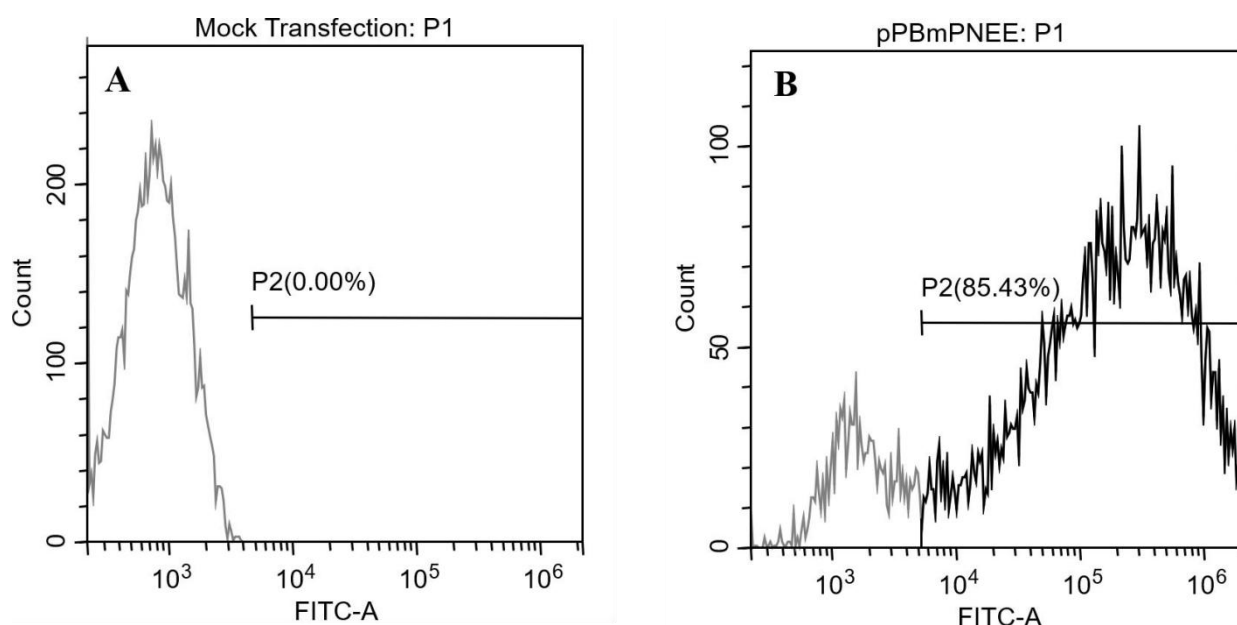 Mock Transfection: P1
A
P2(0.00%)
Count
200
100
0
10³
10⁴
10⁵
10⁶
FITC-A
pPBmPNEE: P1
B
P2(85.43%)
Count
100
50
0
10³
10⁴
10⁵
10⁶
FITC-A